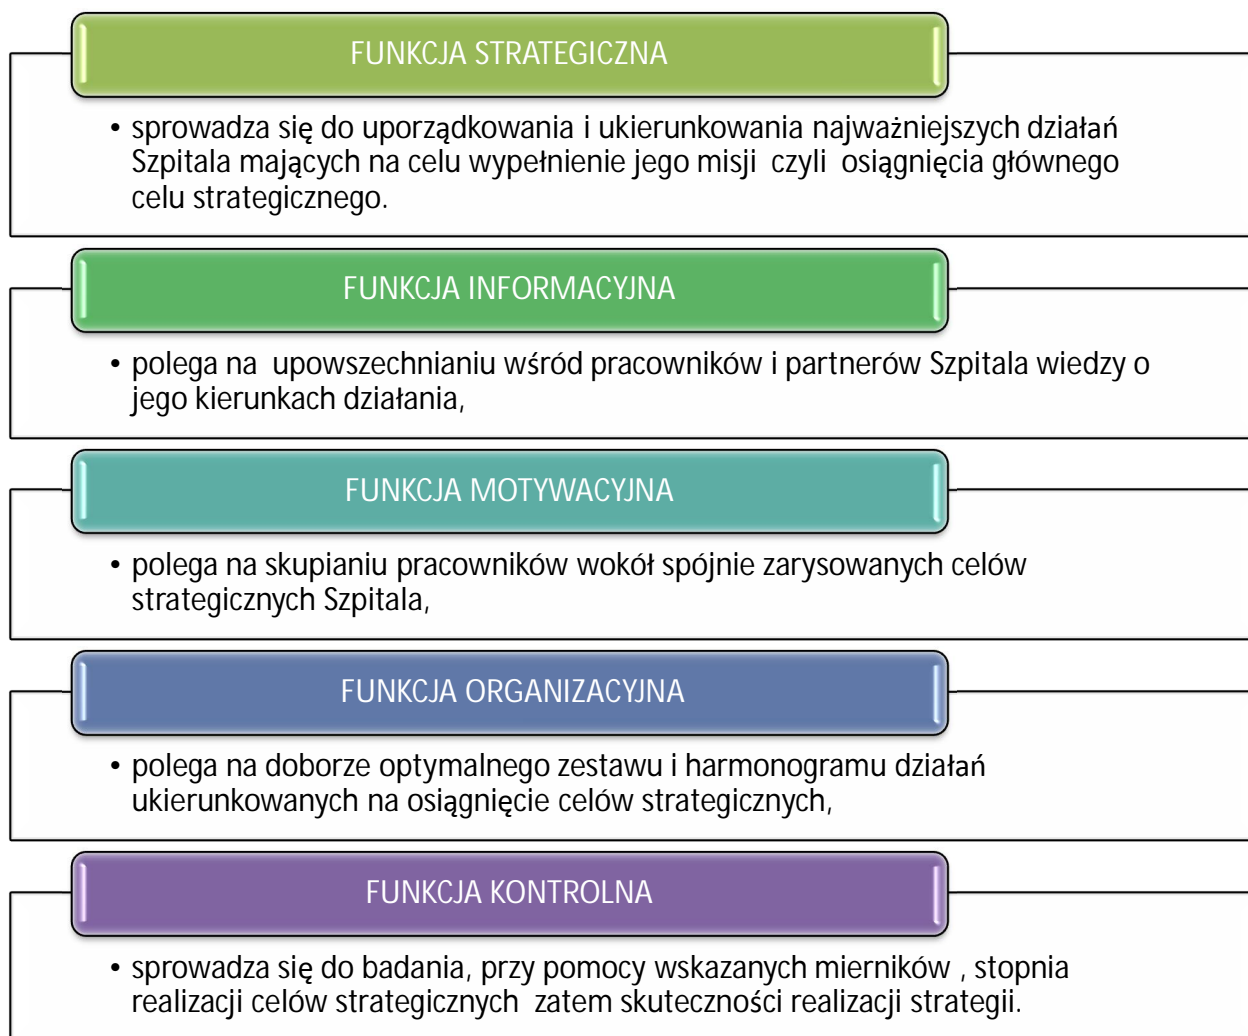 FUNKCJA STRATEGICZNA
• sprowadza się do uporządkowania i ukierunkowania najważniejszych działań
Szpitala mających na celu wypełnienie jego misji czyli osiągnięcia głównego
celu strategicznego.
FUNKCJA INFORMACYJNA
• polega na upowszechnianiu wśród pracowników i partnerów Szpitala wiedzy o
jego kierunkach działania,
FUNKCJA MOTYWACYJNA
• polega na skupianiu pracowników wokół spójnie zarysowanych celów
strategicznych Szpitala,
FUNKCJA ORGANIZACYJNA
• polega na doborze optymalnego zestawu i harmonogramu działań
ukierunkowanych na osiągnięcie celów strategicznych,
FUNKCJA KONTROLNA
• sprowadza się do badania, przy pomocy wskazanych mierników , stopnia
realizacji celów strategicznych zatem skuteczności realizacji strategii.